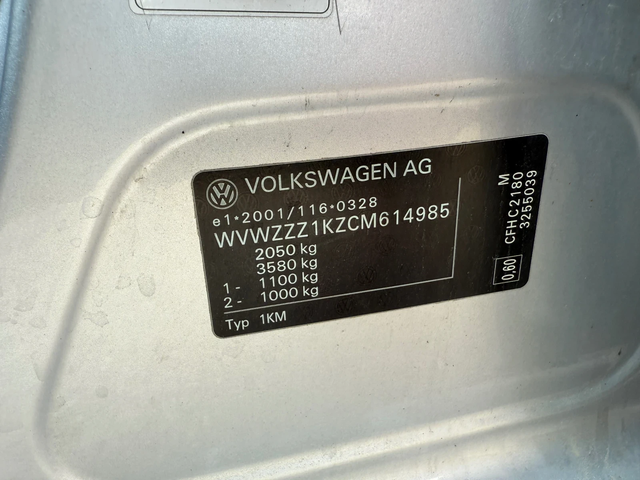 VOLKSWAGEN AG
e1*2001/116*0328
WVWZZZ1KZCM614985
2050 kg
3580 kg
1- 1100 kg
2- 1000 kg
Typ 1KM
0,60
CFHC2180
M
3255039